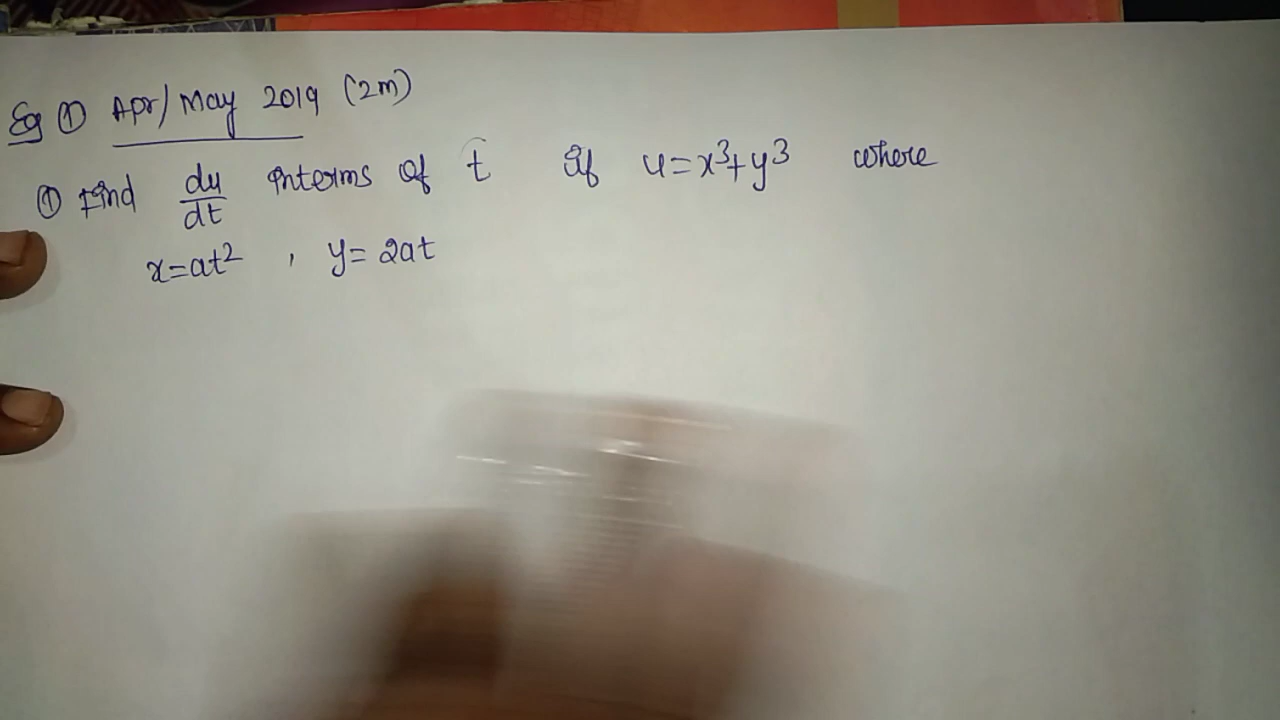 Eg ① Apr/May 2019 (2m)
① Find du/dt interms of t if u=x³+y³ where
x=at² , y=2at